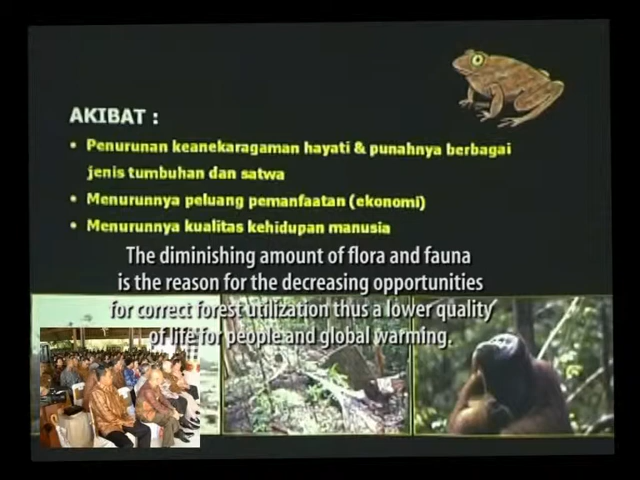 AKIBAT :
• Penurunan keanekaragaman hayati & punahnya berbagai
jenis tumbuhan dan satwa
• Menurunnya peluang pemanfaatan (ekonomi)
• Menurunnya kualitas kehidupan manusia
The diminishing amount of flora and fauna
is the reason for the decreasing opportunities
for correct forest utilization thus a lower quality
of life for people and global warming.